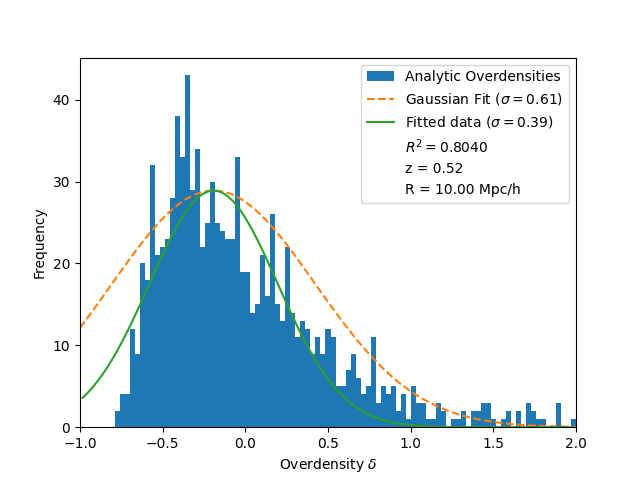 Analytic Overdensities
Gaussian Fit (σ = 0.61)
Fitted data (σ = 0.39)
R² = 0.8040
z = 0.52
R = 10.00 Mpc/h
Frequency
40
30
20
10
0
−1.0 −0.5 0.0 0.5 1.0 1.5 2.0
Overdensity δ